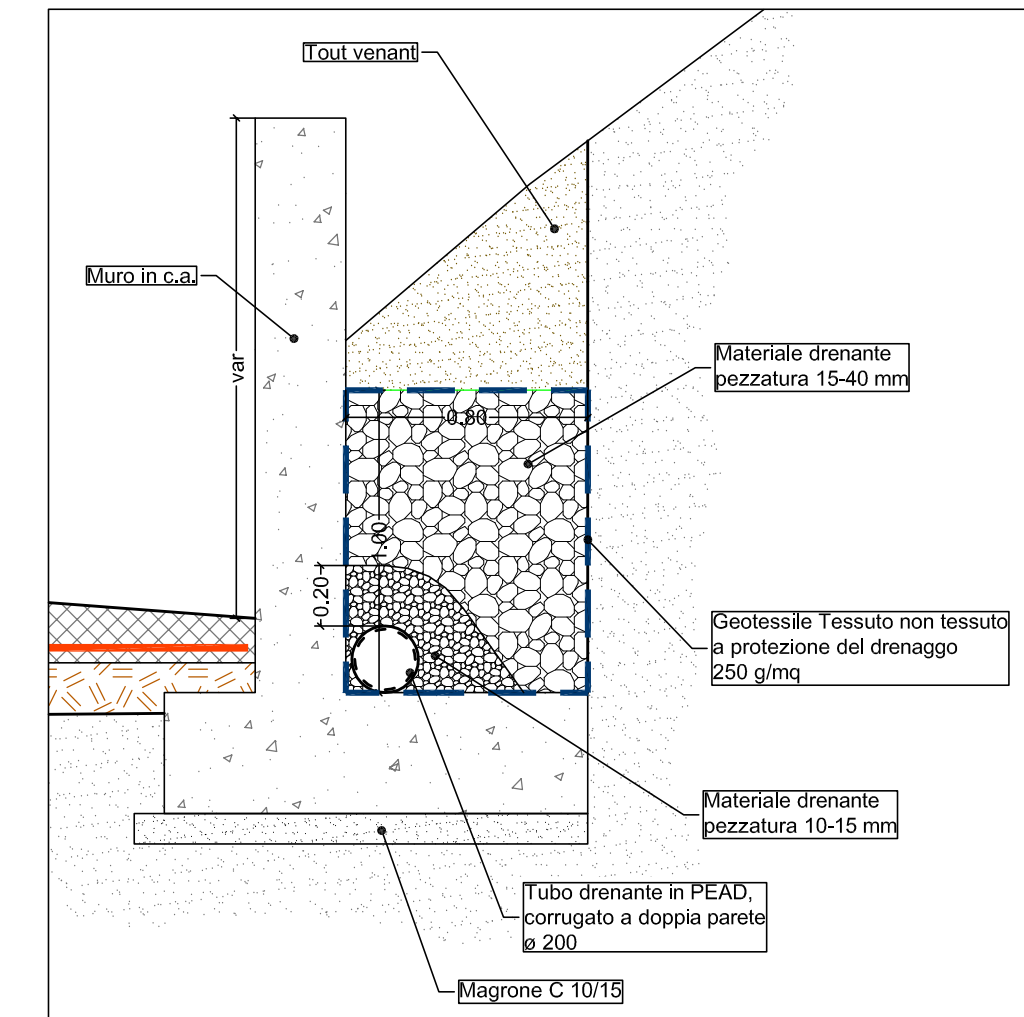 Tout venant
Muro in c.a.
var
Materiale drenante
pezzatura 15-40 mm
0.80
1.00
0.20
Geotessile Tessuto non tessuto
a protezione del drenaggo
250 g/mq
Materiale drenante
pezzatura 10-15 mm
Tubo drenante in PEAD,
corrugato a doppia parete
ø 200
Magrone C 10/15